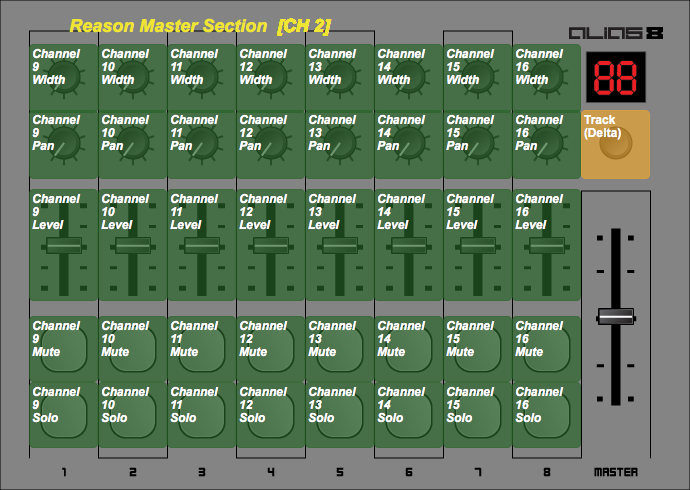 Reason Master Section [CH 2]
ALIAS 8
Channel 9 Width
Channel 10 Width
Channel 11 Width
Channel 12 Width
Channel 13 Width
Channel 14 Width
Channel 15 Width
Channel 16 Width
88
Channel 9 Pan
Channel 10 Pan
Channel 11 Pan
Channel 12 Pan
Channel 13 Pan
Channel 14 Pan
Channel 15 Pan
Channel 16 Pan
Track
(Delta)
Channel 9 Level
Channel 10 Level
Channel 11 Level
Channel 12 Level
Channel 13 Level
Channel 14 Level
Channel 15 Level
Channel 16 Level
Channel 9 Mute
Channel 10 Mute
Channel 11 Mute
Channel 12 Mute
Channel 13 Mute
Channel 14 Mute
Channel 15 Mute
Channel 16 Mute
Channel 9 Solo
Channel 10 Solo
Channel 11 Solo
Channel 12 Solo
Channel 13 Solo
Channel 14 Solo
Channel 15 Solo
Channel 16 Solo
1 2 3 4 5 6 7 8 MASTER